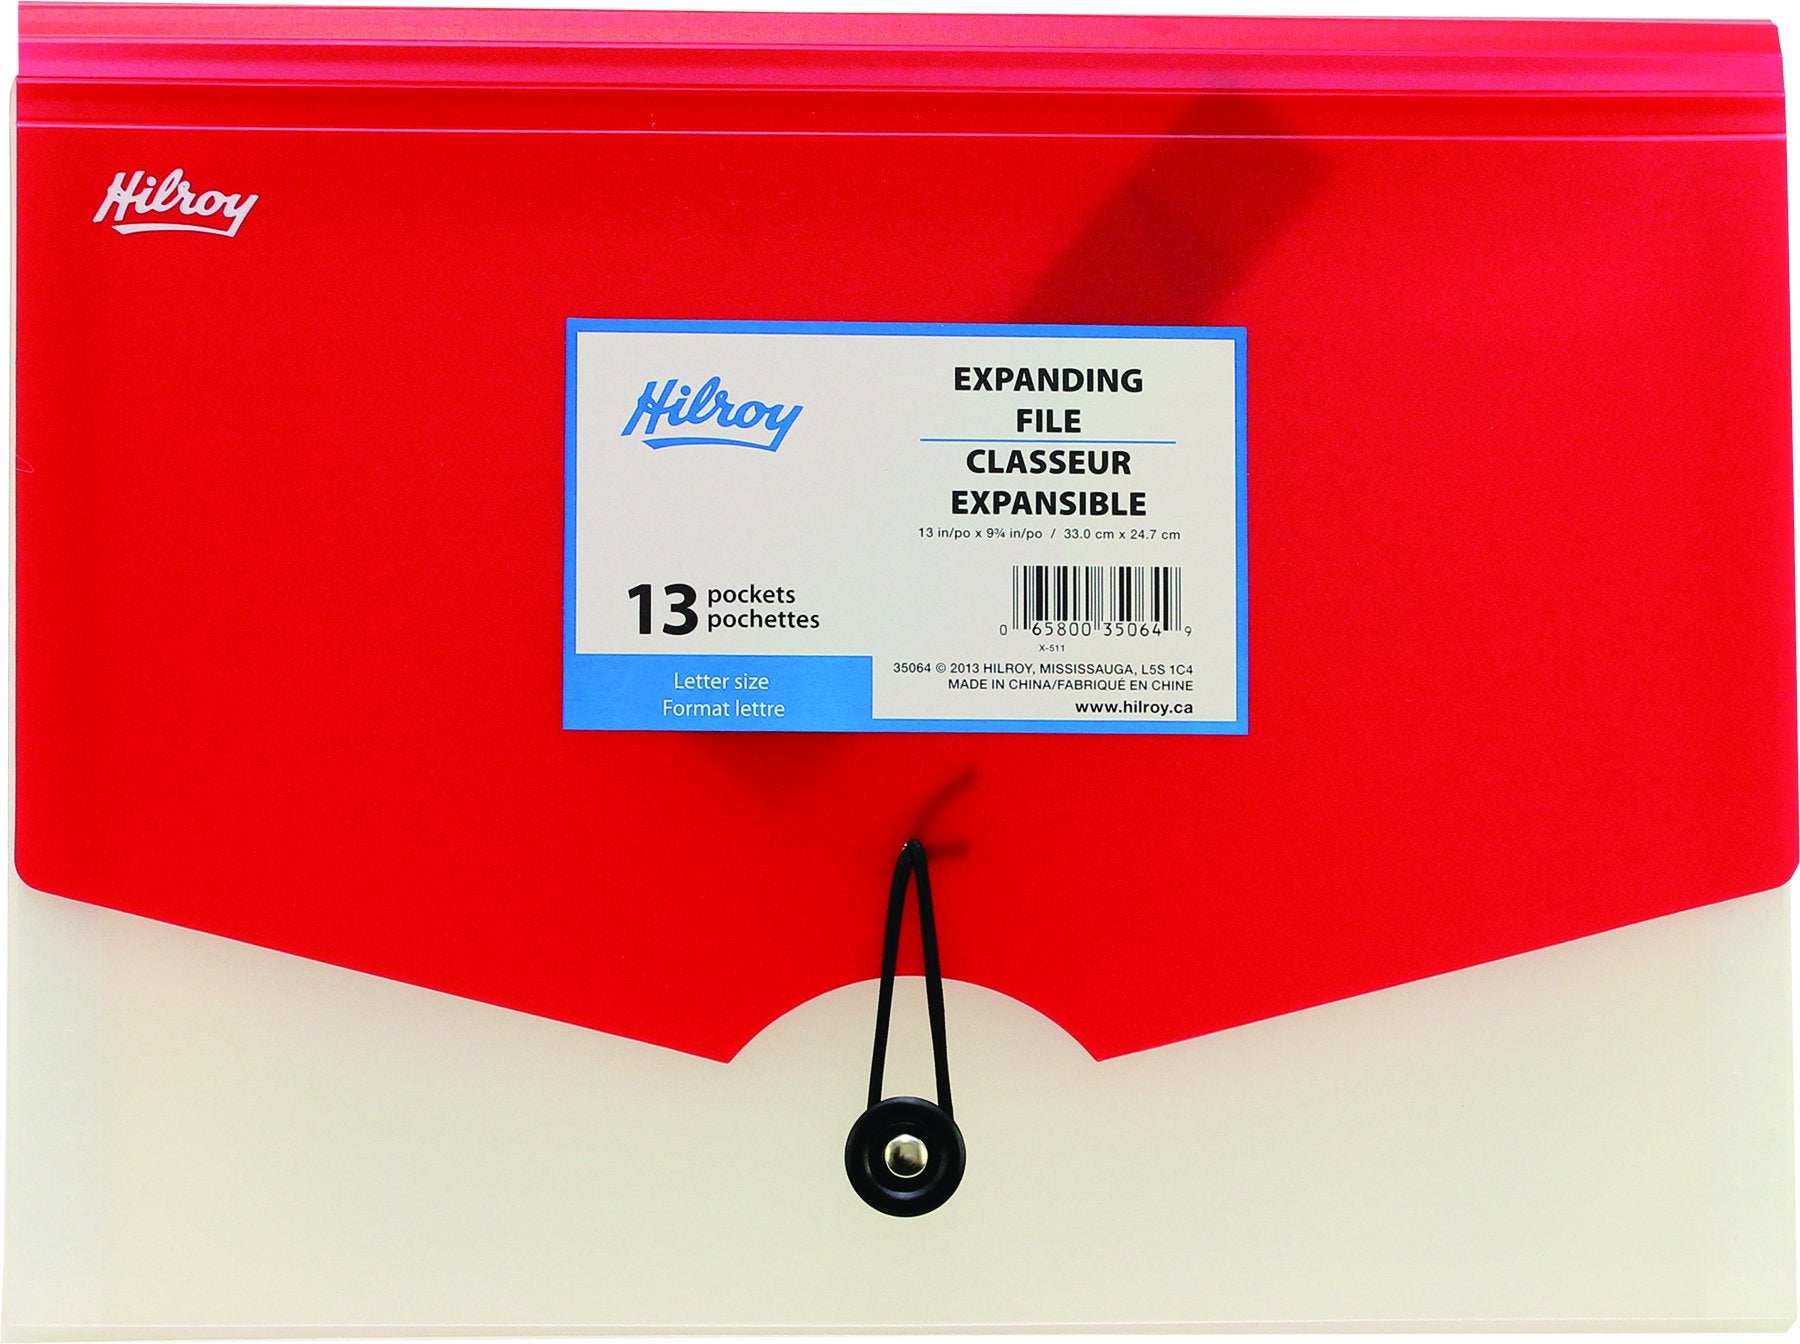 Hilroy
Hilroy
EXPANDING
FILE
CLASSEUR
EXPANSIBLE
13 in/po x 9¾ in/po / 33.0 cm x 24.7 cm
13 pockets
pochettes
0 65800 35064 9
X-511
35064 © 2013 HILROY, MISSISSAUGA, L5S 1C4
MADE IN CHINA/FABRIQUÉ EN CHINE
www.hilroy.ca
Letter size
Format lettre